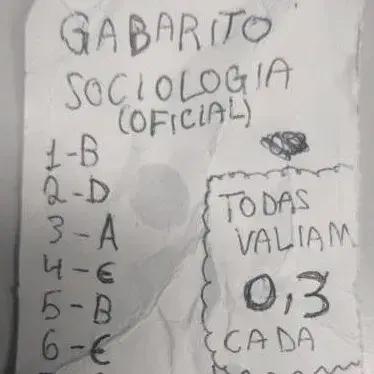 GABARITO
SOCIOLOGIA
(OFICIAL)
1-B
2-D
3-A
4-E
5-B
6-E
TODAS
VALIAM
0,3
CADA